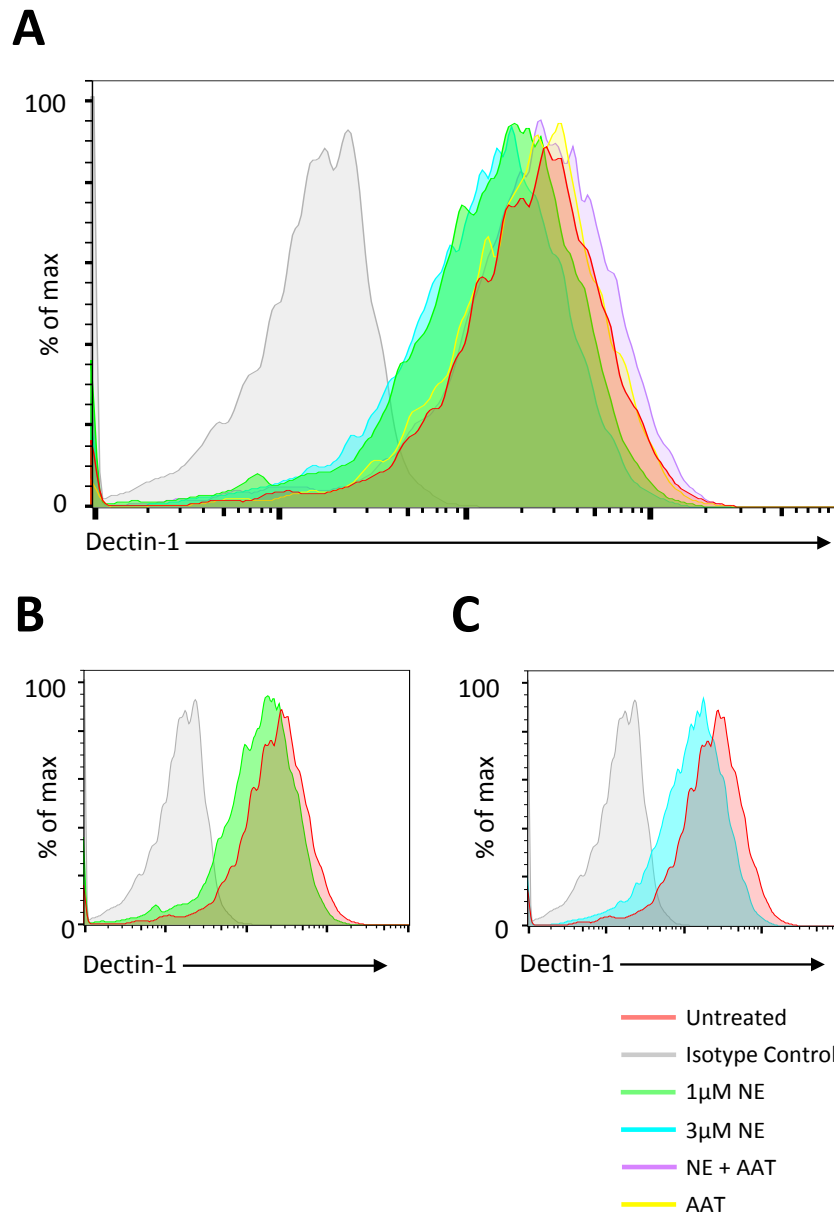 A
100
% of max
0
Dectin-1
B
C
100
% of max
0
Dectin-1
100
% of max
0
Dectin-1
Untreated
Isotype Control
1µM NE
3µM NE
NE + AAT
AAT